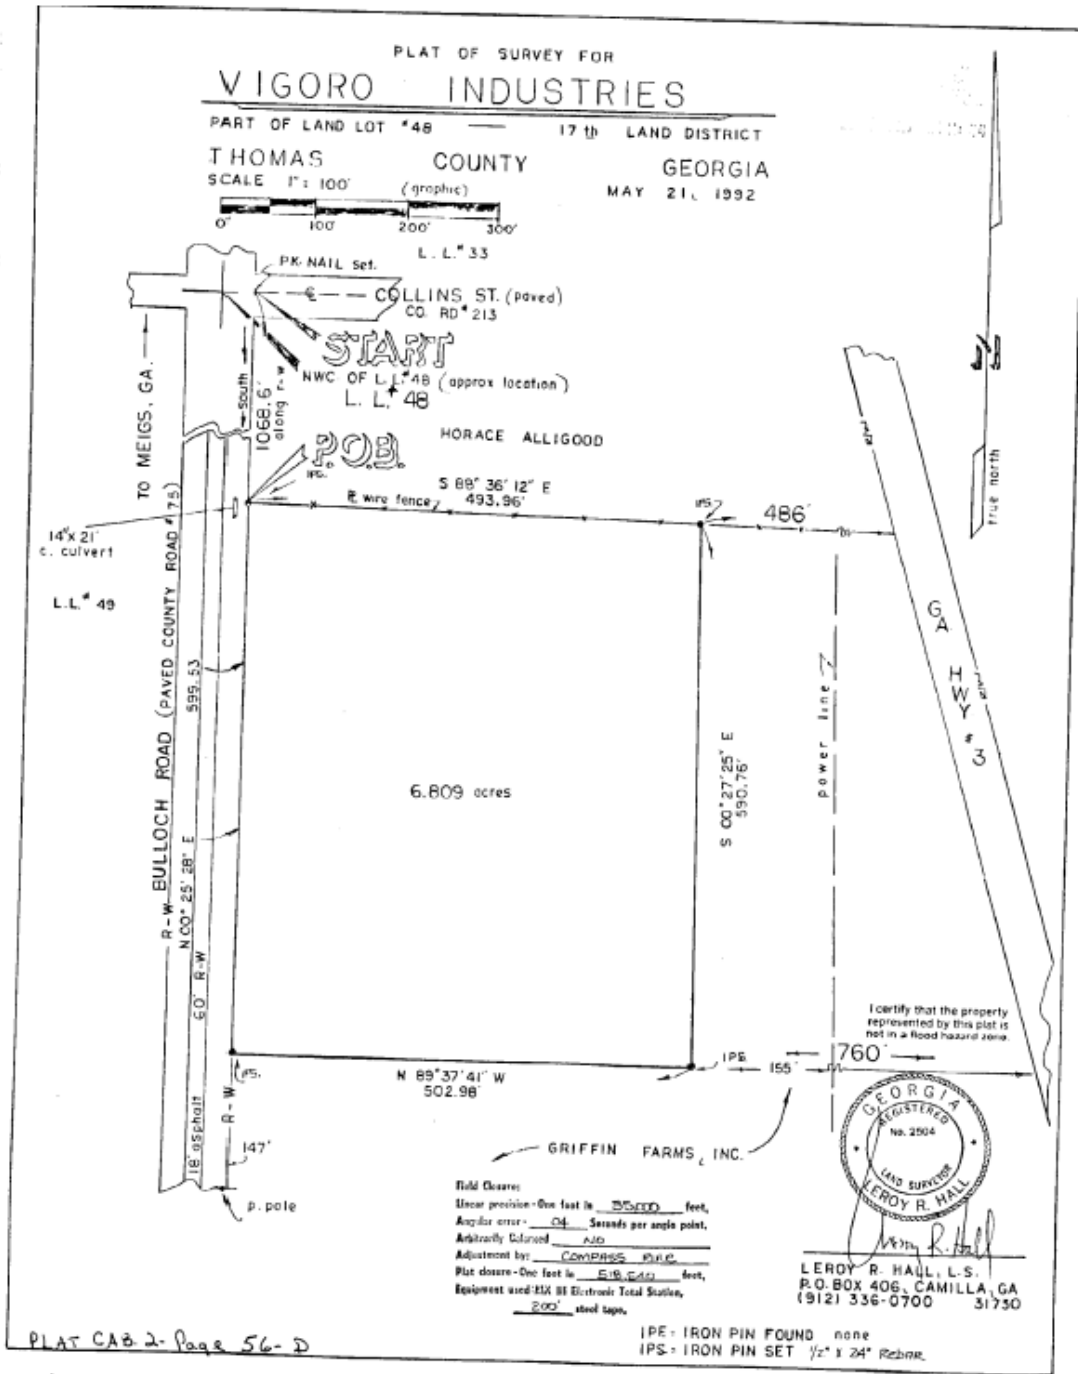 PLAT OF SURVEY FOR
VIGORO INDUSTRIES
PART OF LAND LOT #48 — 17th LAND DISTRICT
THOMAS COUNTY GEORGIA
SCALE 1"= 100' (graphic) MAY 21, 1992
0' 100' 200' 300'
L.L.# 33
PK NAIL Set.
COLLINS ST. (paved)
CO. RD# 213
START
NWC OF L.L.#48 (approx location)
L.L. 48
TO MEIGS, GA.
South
1068.6'
along r-w
HORACE ALLIGOOD
P.O.B.
IPS.
S 88° 36' 12" E
493.96'
wire fence
IPS.
486'
true north
14"x 21'
c. culvert
L.L.# 49
R-W BULLOCH ROAD (PAVED COUNTY ROAD # 175)
599.53
N 00° 25' 28" E
60' R-W
18' asphalt
R-W
GA HWY # 3
power line
S 00° 27' 25" E
590.76'
6.809 acres
I certify that the property
represented by this plat is
not in a flood hazard zone.
760'
155'
IPS.
IPS.
N 89° 37' 41" W
502.98'
GRIFFIN FARMS, INC.
147'
p. pole
GEORGIA
REGISTERED
No. 2504
LAND SURVEYOR
LEROY R. HALL
Field Closure:
Linear precision - One foot in 35,000 feet,
Angular error - 04 Seconds per angle point,
Arbitrarily Balanced NO
Adjustment by: COMPASS RULE
Plat closure - One foot in feet,
Equipment used: Electronic Total Station,
200' steel tape.
Leroy R. Hall
LEROY R. HALL, L.S.
P.O. BOX 406, CAMILLA, GA
(912) 336-0700 31730
IPE: IRON PIN FOUND none
IPS: IRON PIN SET 1/2" X 24" Rebar
PLAT CAB. 2- Page 56-D